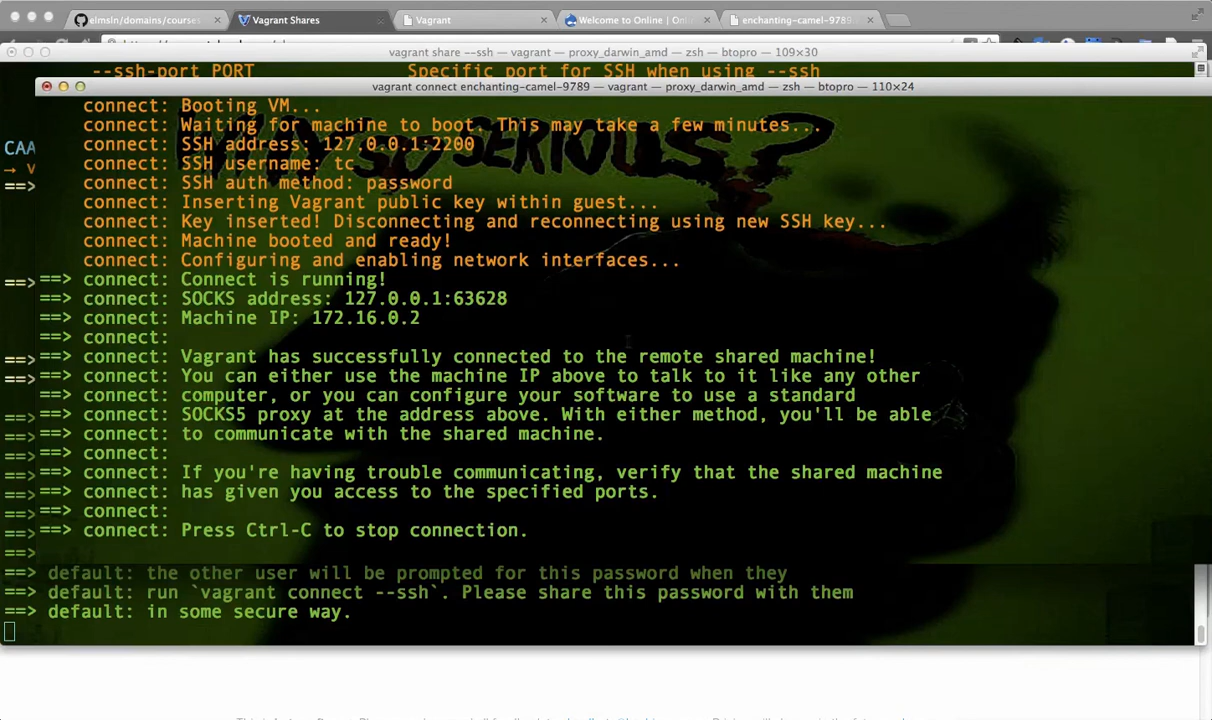 elmsln/domains/course
Vagrant Shares
Vagrant
Welcome to Online | Onl
enchanting-camel-9789.
vagrant share --ssh — vagrant — proxy_darwin_amd — zsh — btopro — 109×30
--ssh-port PORT Specific port for SSH when using --ssh
vagrant connect enchanting-camel-9789 — vagrant — proxy_darwin_amd — zsh — btopro — 110×24
WHY SO SERIOUS?
connect: Booting VM...
connect: Waiting for machine to boot. This may take a few minutes...
CAA
connect: SSH address: 127.0.0.1:2200
connect: SSH username: tc
→ v
connect: SSH auth method: password
==>
connect: Inserting Vagrant public key within guest...
connect: Key inserted! Disconnecting and reconnecting using new SSH key...
connect: Machine booted and ready!
connect: Configuring and enabling network interfaces...
==> ==> connect: Connect is running!
==> connect: SOCKS address: 127.0.0.1:63628
==> connect: Machine IP: 172.16.0.2
==> connect:
==> ==> connect: Vagrant has successfully connected to the remote shared machine!
==> ==> connect: You can either use the machine IP above to talk to it like any other
==> connect: computer, or you can configure your software to use a standard
==> ==> connect: SOCKS5 proxy at the address above. With either method, you'll be able
==> ==> connect: to communicate with the shared machine.
==> ==> connect:
==> ==> connect: If you're having trouble communicating, verify that the shared machine
==> ==> connect: has given you access to the specified ports.
==> ==> connect:
==> ==> connect: Press Ctrl-C to stop connection.
==>
==> default: the other user will be prompted for this password when they
==> default: run `vagrant connect --ssh`. Please share this password with them
==> default: in some secure way.